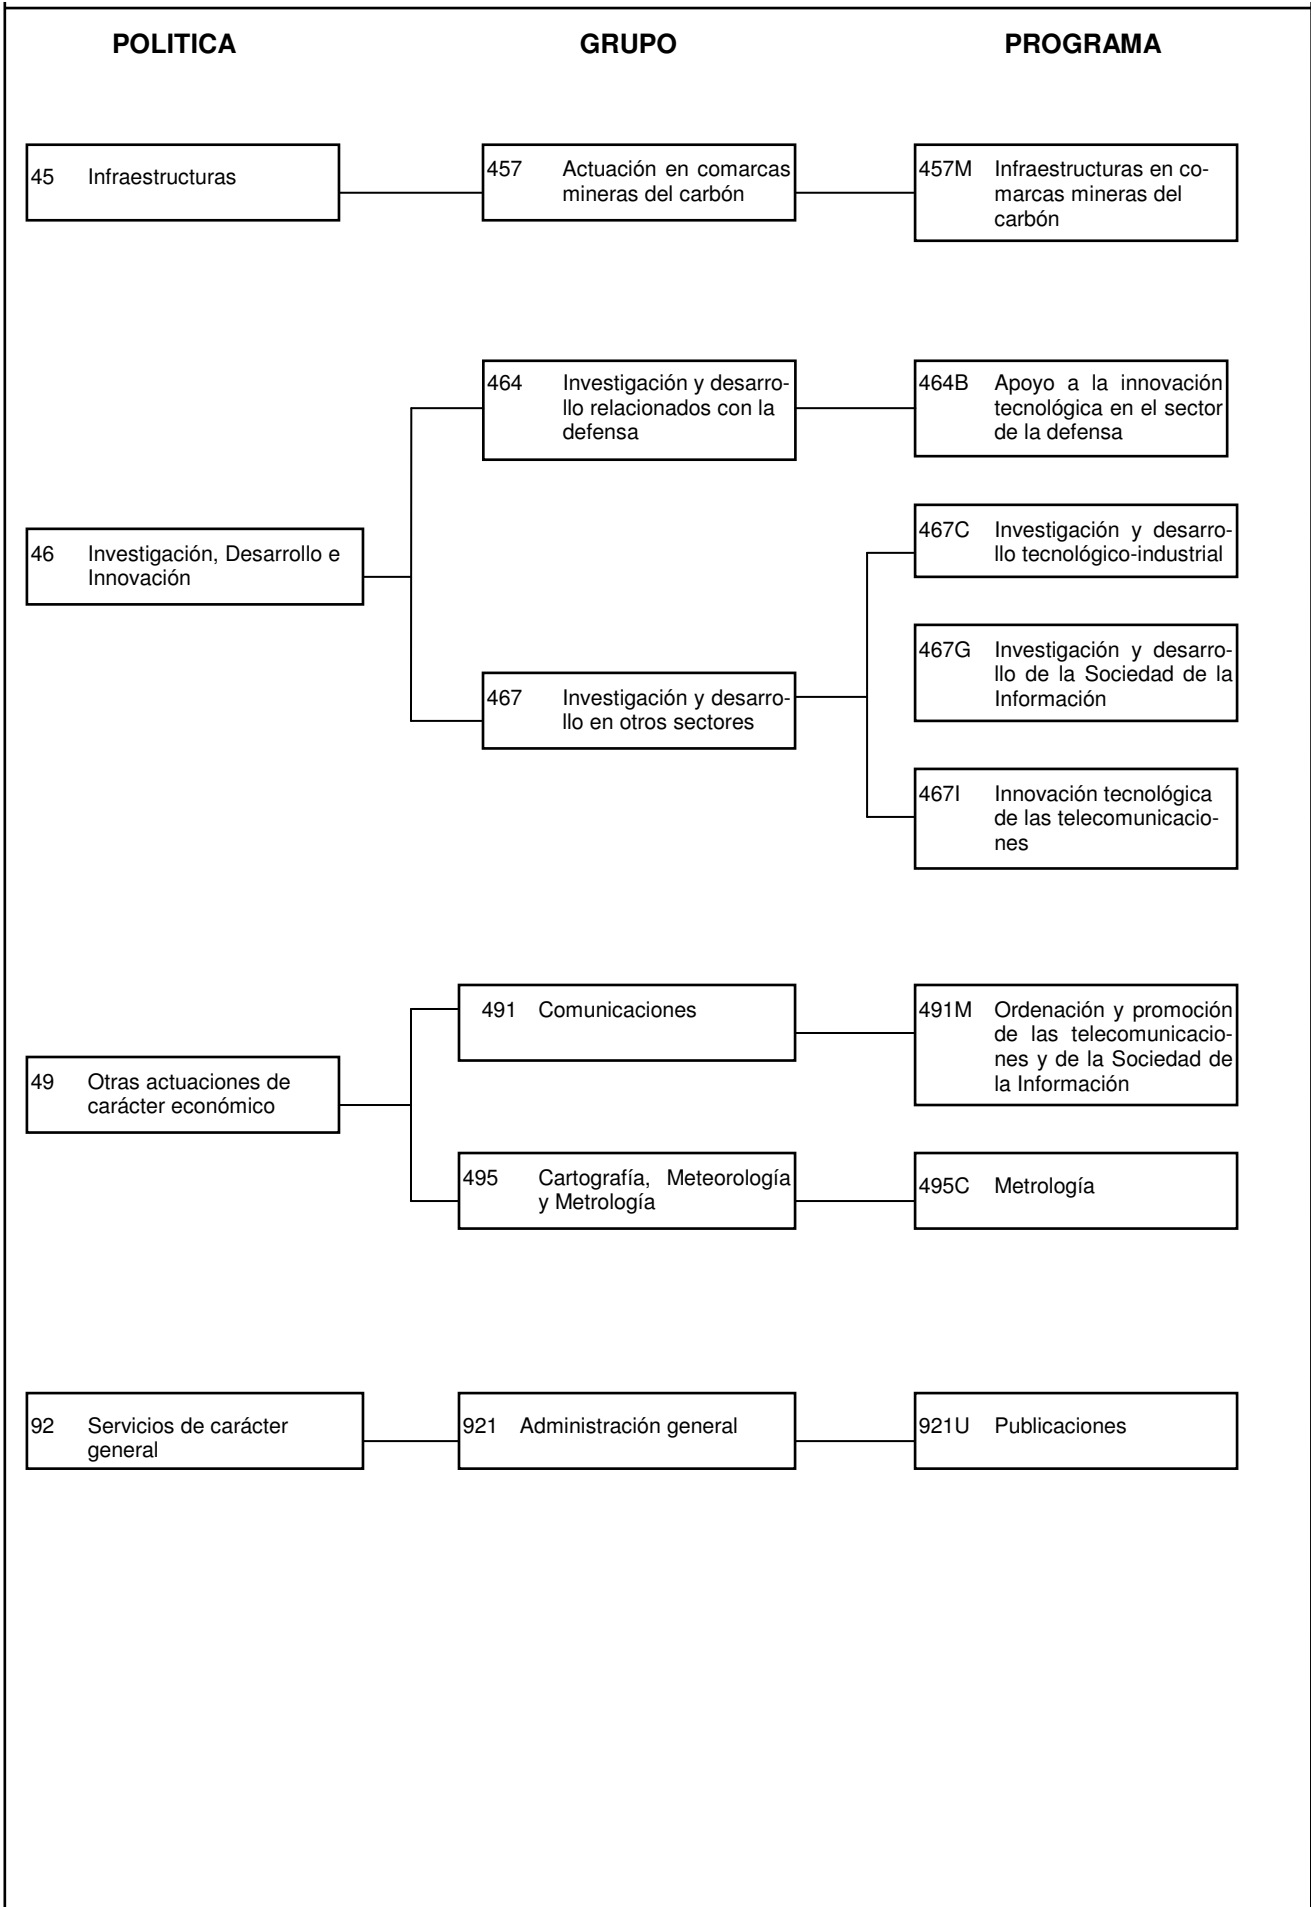 POLITICA GRUPO PROGRAMA
45 Infraestructuras
457 Actuación en comarcas
mineras del carbón
457M Infraestructuras en co-
marcas mineras del
carbón
464 Investigación y desarro-
llo relacionados con la
defensa
464B Apoyo a la innovación
tecnológica en el sector
de la defensa
46 Investigación, Desarrollo e
Innovación
467C Investigación y desarro-
llo tecnológico-industrial
467G Investigación y desarro-
llo de la Sociedad de la
Información
467 Investigación y desarro-
llo en otros sectores
467I Innovación tecnológica
de las telecomunicacio-
nes
491 Comunicaciones
491M Ordenación y promoción
de las telecomunicacio-
nes y de la Sociedad de
la Información
49 Otras actuaciones de
carácter económico
495 Cartografía, Meteorología
y Metrología
495C Metrología
92 Servicios de carácter
general
921 Administración general
921U Publicaciones